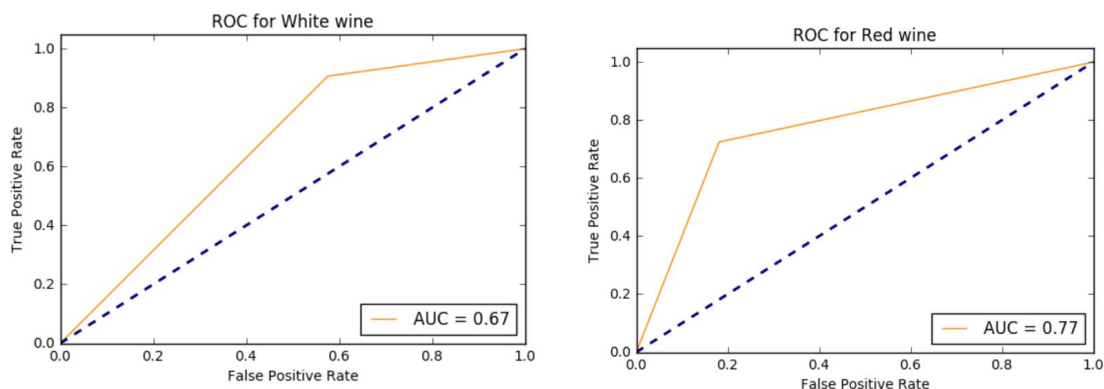 ROC for White wine
1.0
0.8
0.6
0.4
0.2
0.0
True Positive Rate
0.0 0.2 0.4 0.6 0.8 1.0
False Positive Rate
AUC = 0.67
ROC for Red wine
1.0
0.8
0.6
0.4
0.2
0.0
True Positive Rate
0.0 0.2 0.4 0.6 0.8 1.0
False Positive Rate
AUC = 0.77